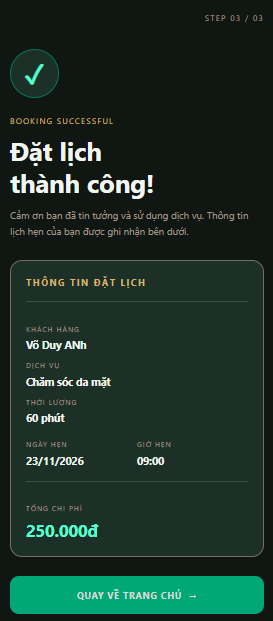 STEP 03 / 03
BOOKING SUCCESSFUL
Đặt lịch
thành công!
Cảm ơn bạn đã tin tưởng và sử dụng dịch vụ. Thông tin
lịch hẹn của bạn được ghi nhận bên dưới.
THÔNG TIN ĐẶT LỊCH
KHÁCH HÀNG
Võ Duy ANh
DỊCH VỤ
Chăm sóc da mặt
THỜI LƯỢNG
60 phút
NGÀY HẸN GIỜ HẸN
23/11/2026 09:00
TỔNG CHI PHÍ
250.000đ
QUAY VỀ TRANG CHỦ →